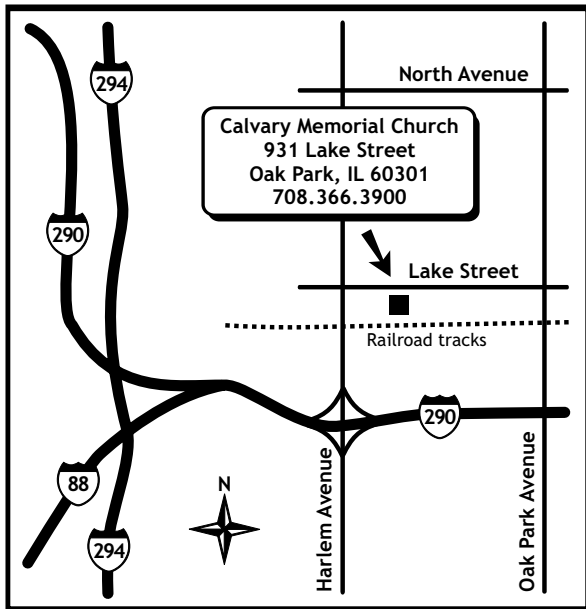 294
North Avenue
Calvary Memorial Church
931 Lake Street
Oak Park, IL 60301
708.366.3900
290
Lake Street
Railroad tracks
290
88
N
294
Harlem Avenue
Oak Park Avenue